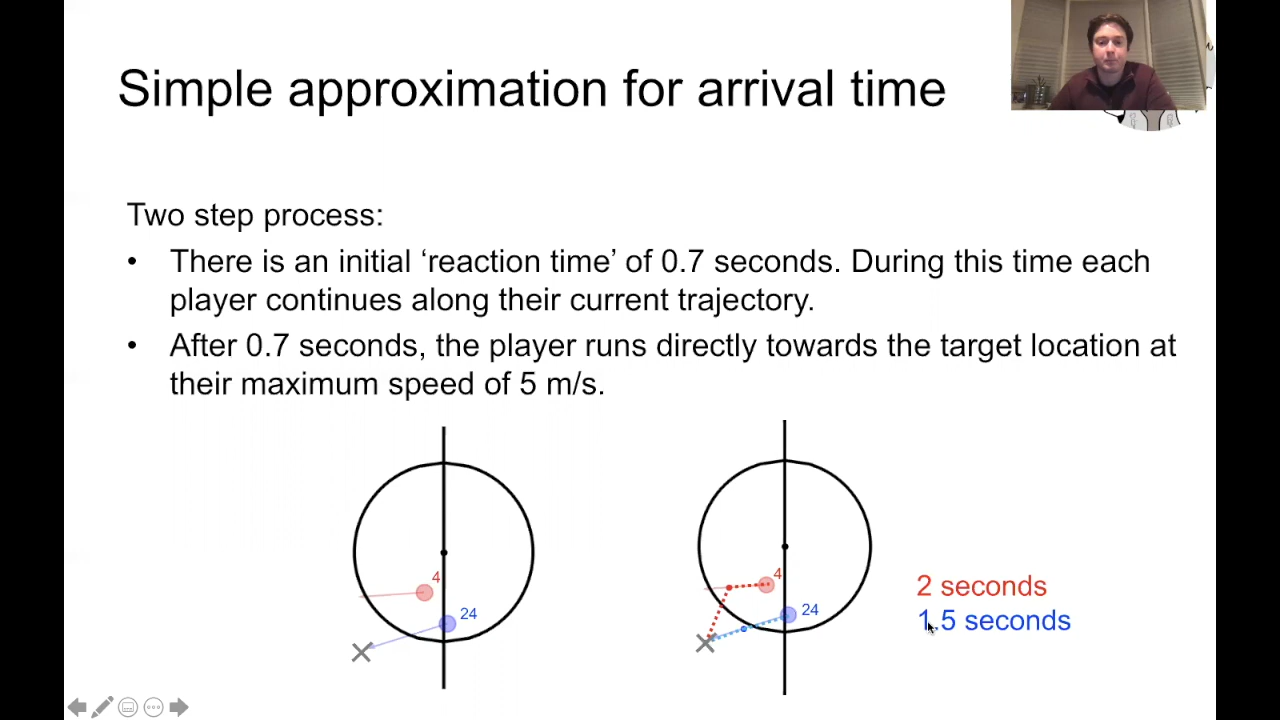 Simple approximation for arrival time
Two step process:
• There is an initial ‘reaction time’ of 0.7 seconds. During this time each
player continues along their current trajectory.
• After 0.7 seconds, the player runs directly towards the target location at
their maximum speed of 5 m/s.
4
24
4
24
2 seconds
1.5 seconds